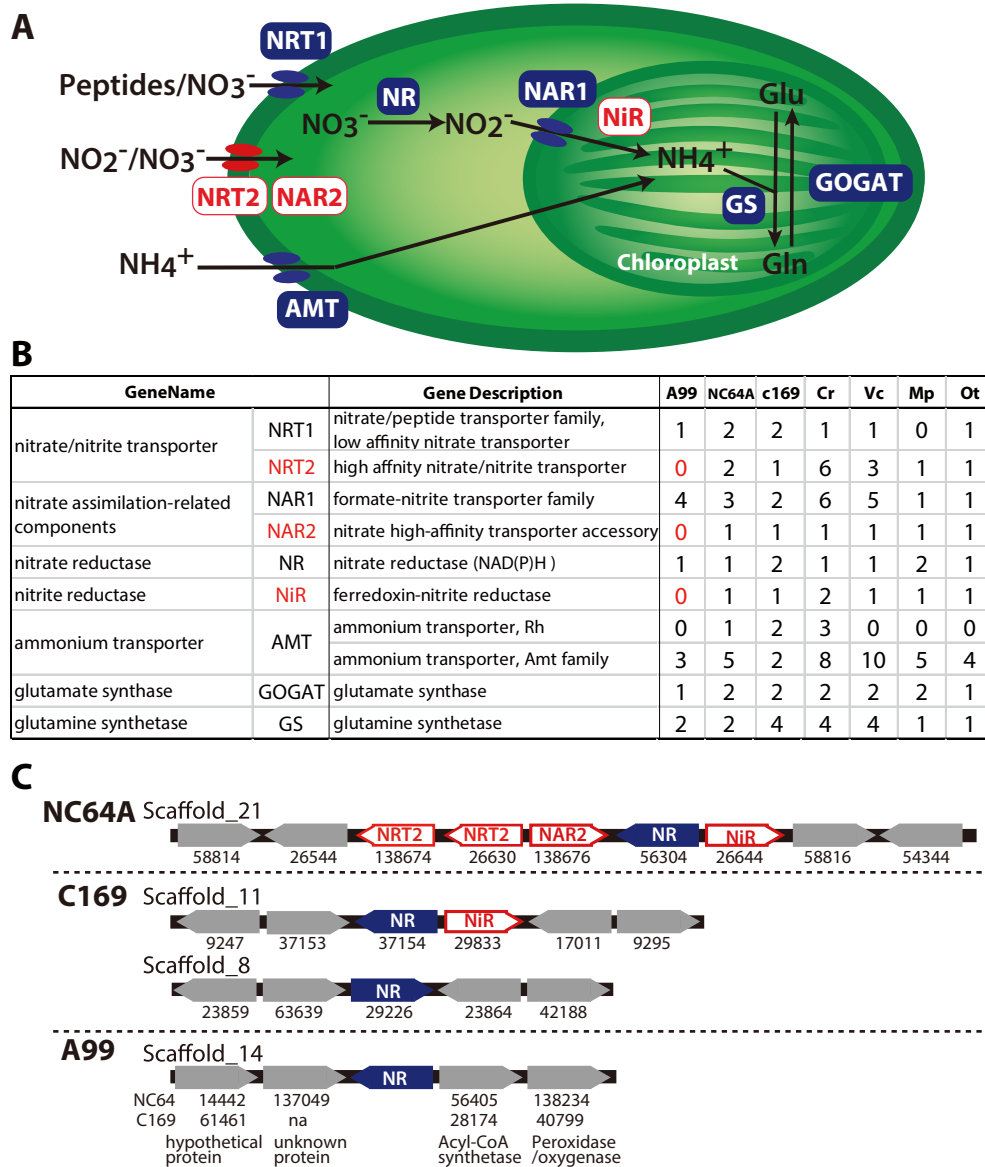 A
NRT1
Peptides/NO3-
NR
NAR1
Glu
NO3-
NO2-
NiR
NO2-/NO3-
NH4+
NRT2
NAR2
GOGAT
GS
NH4+
Chloroplast
Gln
AMT
B
GeneName Gene Description A99 NC64A c169 Cr Vc Mp Ot
nitrate/nitrite transporter NRT1 nitrate/peptide transporter family, low affinity nitrate transporter 1 2 2 1 1 0 1
NRT2 high affnity nitrate/nitrite transporter 0 2 1 6 3 1 1
nitrate assimilation-related components NAR1 formate-nitrite transporter family 4 3 2 6 5 1 1
NAR2 nitrate high-affinity transporter accessory 0 1 1 1 1 1 1
nitrate reductase NR nitrate reductase (NAD(P)H ) 1 1 2 1 1 2 1
nitrite reductase NiR ferredoxin-nitrite reductase 0 1 1 2 1 1 1
ammonium transporter AMT ammonium transporter, Rh 0 1 2 3 0 0 0
ammonium transporter, Amt family 3 5 2 8 10 5 4
glutamate synthase GOGAT glutamate synthase 1 2 2 2 2 2 1
glutamine synthetase GS glutamine synthetase 2 2 4 4 4 1 1
C
NC64A Scaffold_21
NRT2 NRT2 NAR2 NR NiR
58814 26544 138674 26630 138676 56304 26644 58816 54344
C169 Scaffold_11
NR NiR
9247 37153 37154 29833 17011 9295
Scaffold_8
NR
23859 63639 29226 23864 42188
A99 Scaffold_14
NR
NC64 14442 137049 56405 138234
C169 61461 na 28174 40799
hypothetical unknown Acyl-CoA Peroxidase
protein protein synthetase /oxygenase